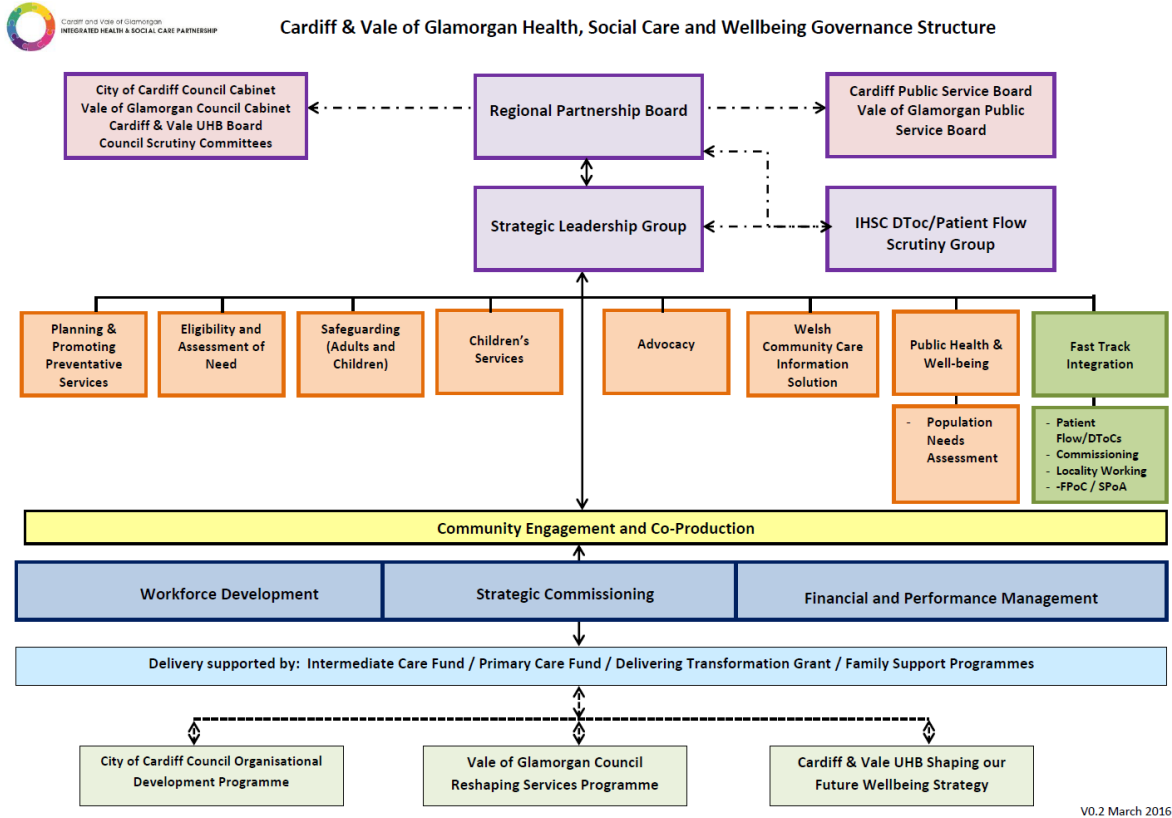 Cardiff and Vale of Glamorgan
INTEGRATED HEALTH & SOCIAL CARE PARTNERSHIP
Cardiff & Vale of Glamorgan Health, Social Care and Wellbeing Governance Structure
City of Cardiff Council Cabinet
Vale of Glamorgan Council Cabinet
Cardiff & Vale UHB Board
Council Scrutiny Committees
Regional Partnership Board
Cardiff Public Service Board
Vale of Glamorgan Public
Service Board
Strategic Leadership Group
IHSC DToc/Patient Flow
Scrutiny Group
Planning &
Promoting
Preventative
Services
Eligibility and
Assessment of
Need
Safeguarding
(Adults and
Children)
Children's
Services
Advocacy
Welsh
Community Care
Information
Solution
Public Health &
Well-being
Fast Track
Integration
- Population
Needs
Assessment
- Patient
Flow/DToCs
- Commissioning
- Locality Working
- -FPoC / SPoA
Community Engagement and Co-Production
Workforce Development
Strategic Commissioning
Financial and Performance Management
Delivery supported by: Intermediate Care Fund / Primary Care Fund / Delivering Transformation Grant / Family Support Programmes
City of Cardiff Council Organisational
Development Programme
Vale of Glamorgan Council
Reshaping Services Programme
Cardiff & Vale UHB Shaping our
Future Wellbeing Strategy
V0.2 March 2016